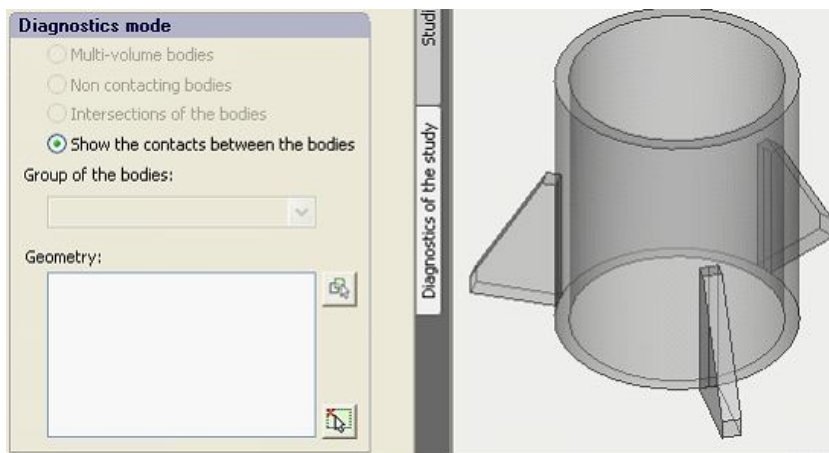 Diagnostics mode
Multi-volume bodies
Non contacting bodies
Intersections of the bodies
Show the contacts between the bodies
Group of the bodies:
Geometry:
Studi
Diagnostics of the study